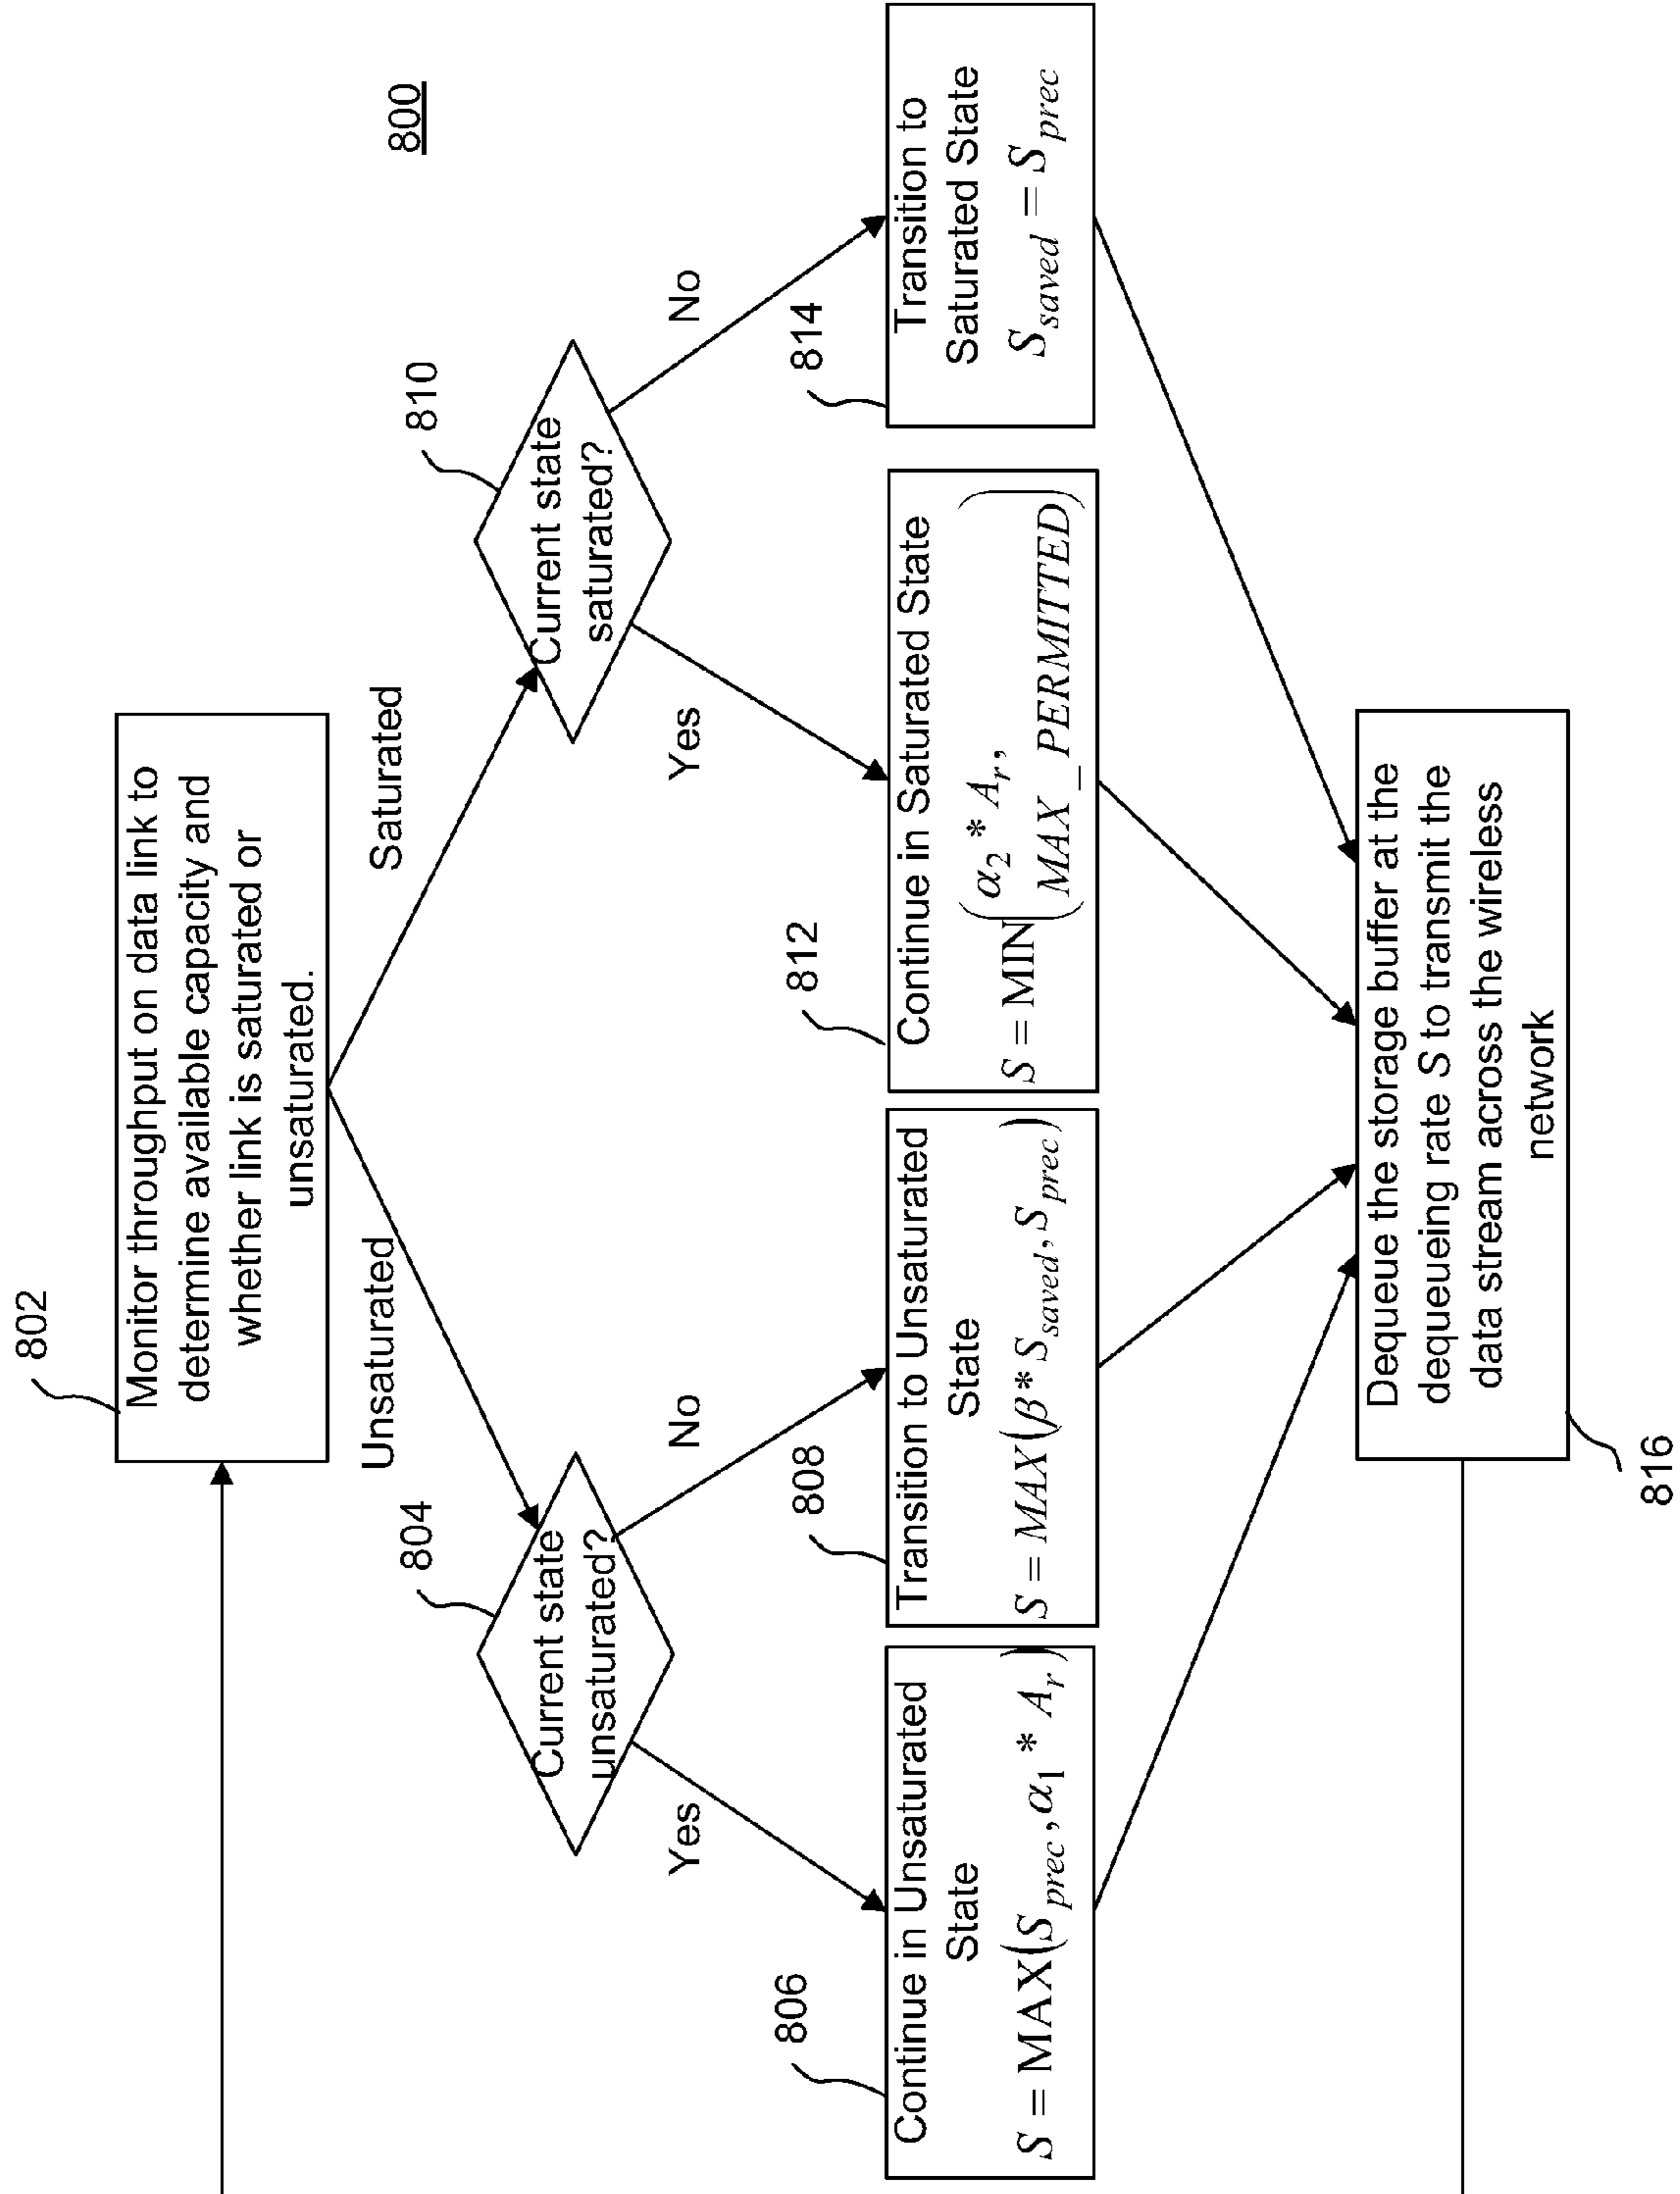 800
802
Monitor throughput on data link to
determine available capacity and
whether link is saturated or
unsaturated.
Unsaturated
Saturated
804
Current state
unsaturated?
810
Current state
saturated?
Yes
No
Yes
No
806
Continue in Unsaturated
State
S = MAX(S_prec, α_1 * A_r)
808
Transition to Unsaturated
State
S = MAX(β * S_saved, S_prec)
812
Continue in Saturated State
S = MIN(α_2 * A_r,
MAX_PERMITTED)
814
Transition to
Saturated State
S_saved = S_prec
Dequeue the storage buffer at the
dequeueing rate S to transmit the
data stream across the wireless
network
816